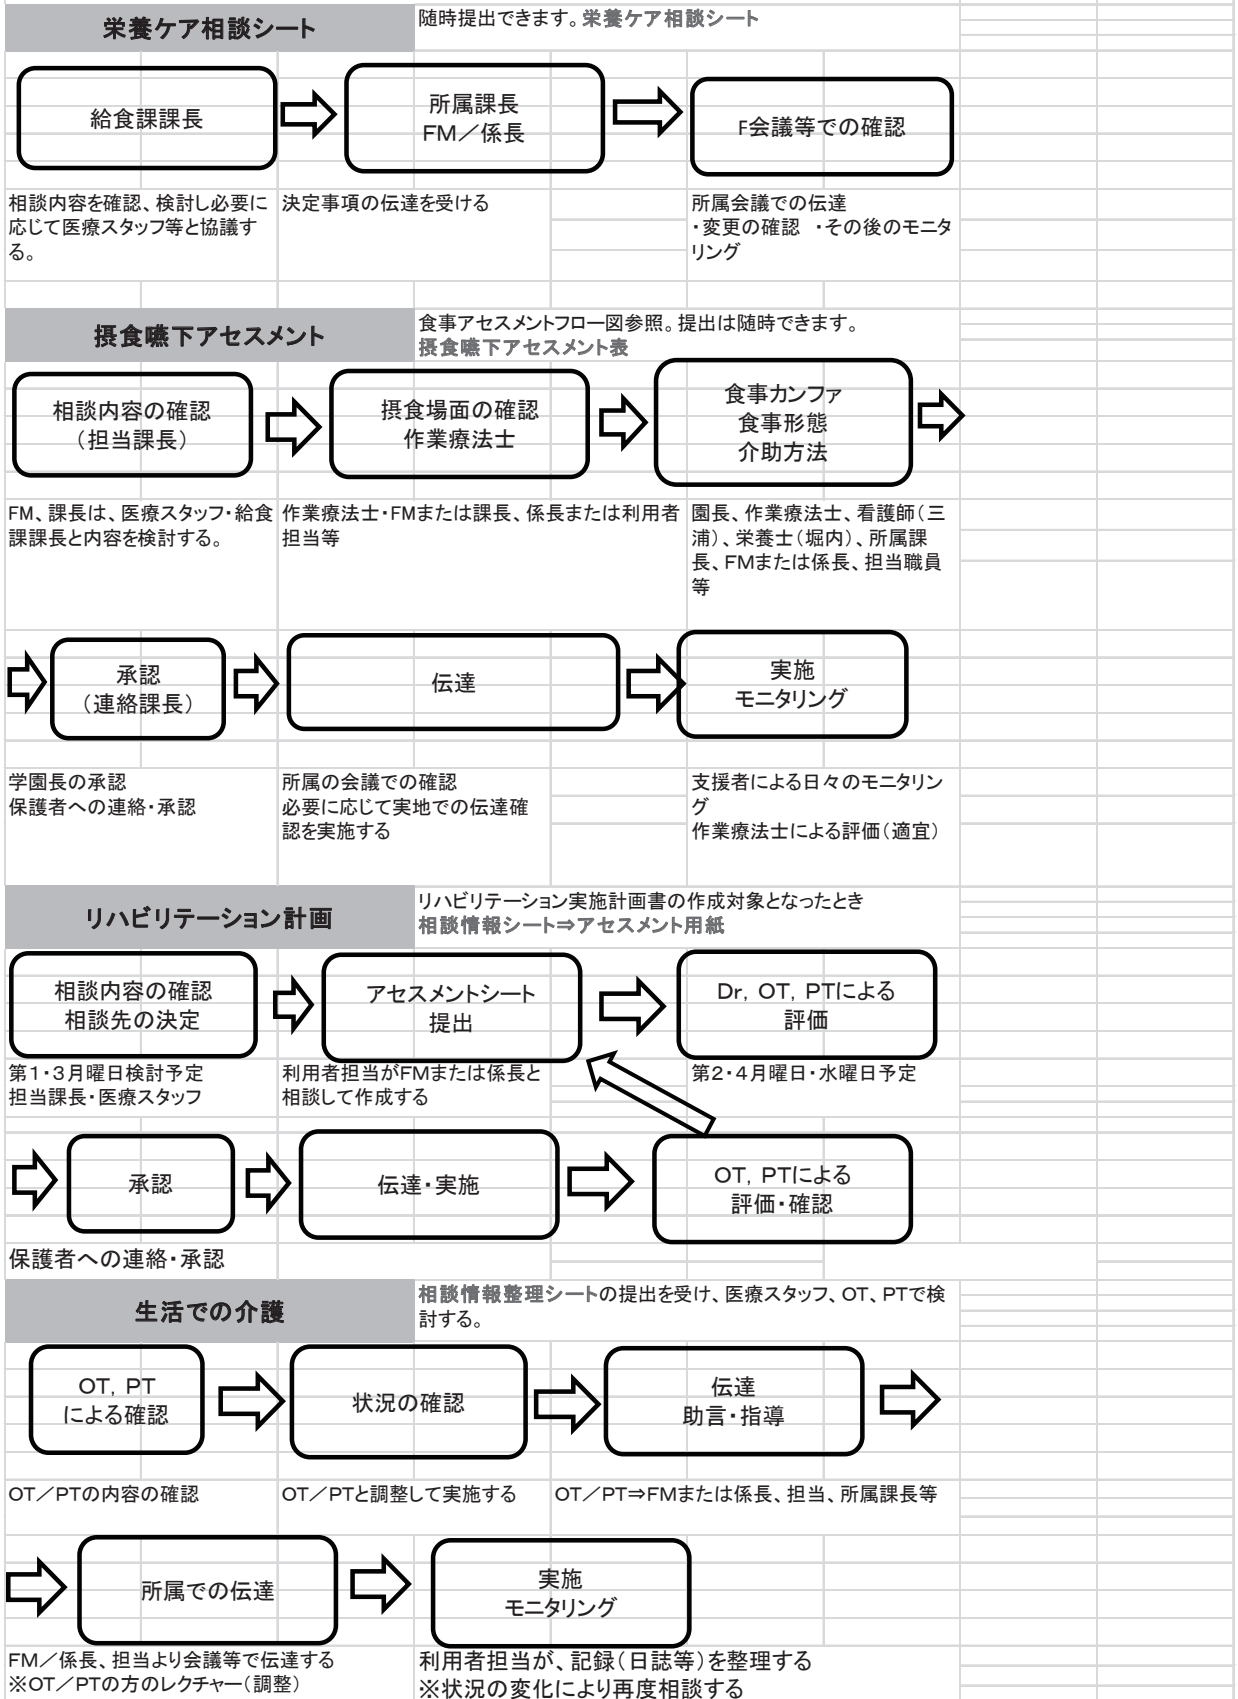 栄養ケア相談シート
随時提出できます。栄養ケア相談シート
給食課課長
所属課長
FM／係長
F会議等での確認
相談内容を確認、検討し必要に
応じて医療スタッフ等と協議す
る。
決定事項の伝達を受ける
所属会議での伝達
・変更の確認　・その後のモニタ
リング
摂食嚥下アセスメント
食事アセスメントフロー図参照。提出は随時できます。
摂食嚥下アセスメント表
相談内容の確認
（担当課長）
摂食場面の確認
作業療法士
食事カンファ
食事形態
介助方法
FM、課長は、医療スタッフ・給食
課課長と内容を検討する。
作業療法士・FMまたは課長、係長または利用者
担当等
園長、作業療法士、看護師（三
浦）、栄養士（堀内）、所属課
長、FMまたは係長、担当職員
等
承認
（連絡課長）
伝達
実施
モニタリング
学園長の承認
保護者への連絡・承認
所属の会議での確認
必要に応じて実地での伝達確
認を実施する
支援者による日々のモニタリン
グ
作業療法士による評価（適宜）
リハビリテーション計画
リハビリテーション実施計画書の作成対象となったとき
相談情報シート⇒アセスメント用紙
相談内容の確認
相談先の決定
アセスメントシート
提出
Dr，OT，PTによる
評価
第１・３月曜日検討予定
担当課長・医療スタッフ
利用者担当がFMまたは係長と
相談して作成する
第２・４月曜日・水曜日予定
承認
伝達・実施
OT，PTによる
評価・確認
保護者への連絡・承認
生活での介護
相談情報整理シートの提出を受け、医療スタッフ、OT、PTで検
討する。
OT，PT
による確認
状況の確認
伝達
助言・指導
OT／PTの内容の確認
OT／PTと調整して実施する
OT／PT⇒FMまたは係長、担当、所属課長等
所属での伝達
実施
モニタリング
FM／係長、担当より会議等で伝達する
※OT／PTの方のレクチャー（調整）
利用者担当が、記録（日誌等）を整理する
※状況の変化により再度相談する